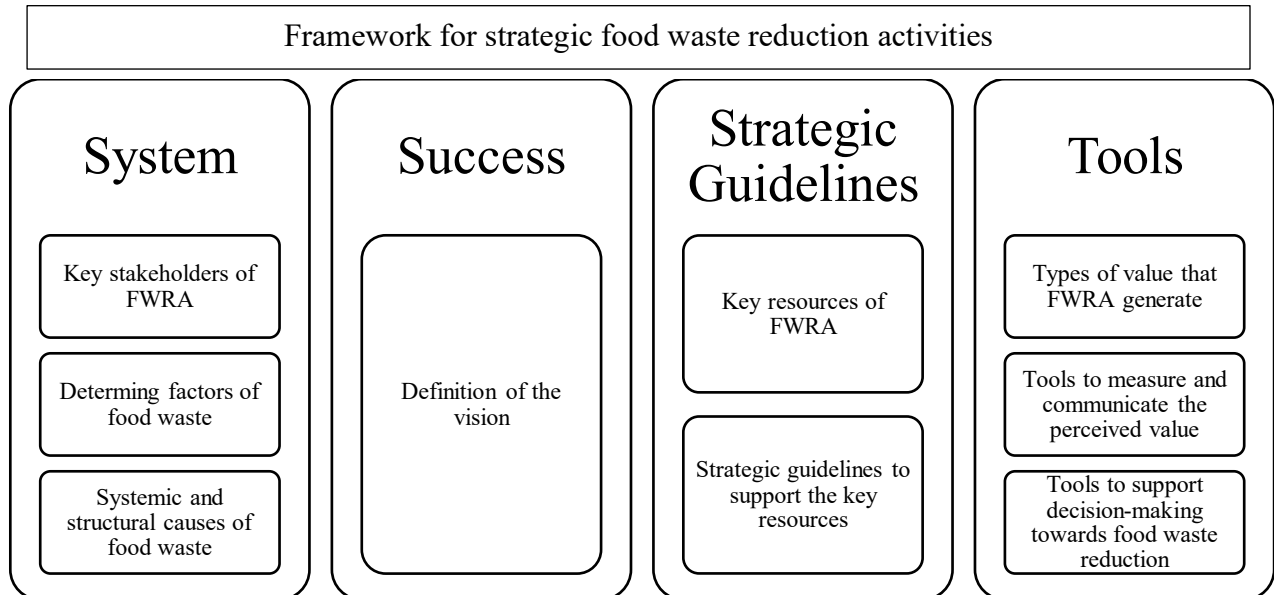 Framework for strategic food waste reduction activities
System
Key stakeholders of
FWRA
Determing factors of
food waste
Systemic and
structural causes of
food waste
Success
Definition of the
vision
Strategic
Guidelines
Key resources of
FWRA
Strategic guidelines to
support the key
resources
Tools
Types of value that
FWRA generate
Tools to measure and
communicate the
perceived value
Tools to support
decision-making
towards food waste
reduction